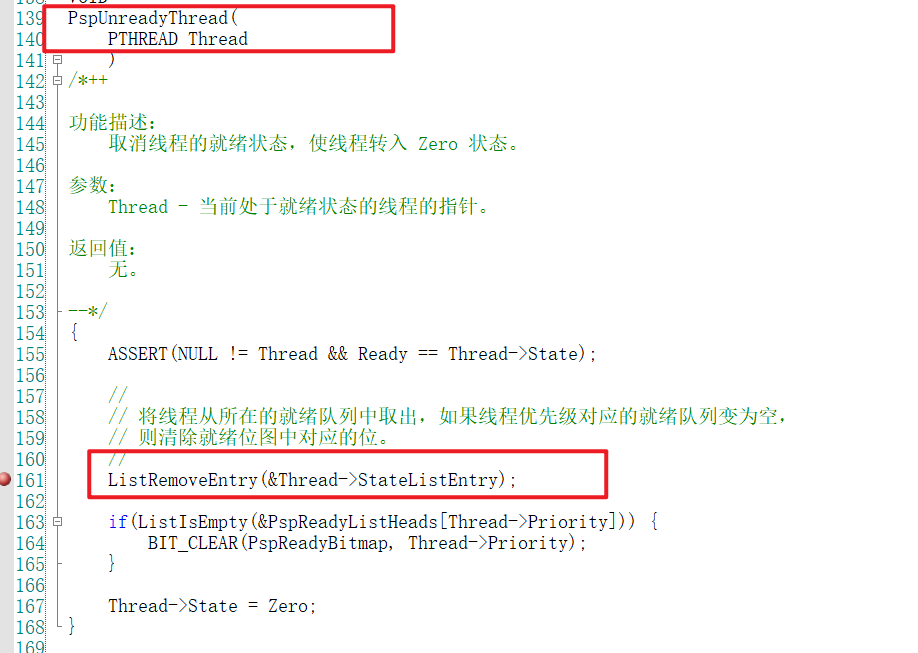 138 VOID
139 PspUnreadyThread(
140     PTHREAD Thread
141     )
142 /*++
143
144 功能描述：
145     取消线程的就绪状态，使线程转入 Zero 状态。
146
147 参数：
148     Thread - 当前处于就绪状态的线程的指针。
149
150 返回值：
151     无。
152
153 --*/
154 {
155     ASSERT(NULL != Thread && Ready == Thread->State);
156
157     //
158     // 将线程从所在的就绪队列中取出，如果线程优先级对应的就绪队列变为空，
159     // 则清除就绪位图中对应的位。
160     //
161     ListRemoveEntry(&Thread->StateListEntry);
162
163     if(ListIsEmpty(&PspReadyListHeads[Thread->Priority])) {
164         BIT_CLEAR(PspReadyBitmap, Thread->Priority);
165     }
166
167     Thread->State = Zero;
168 }
169